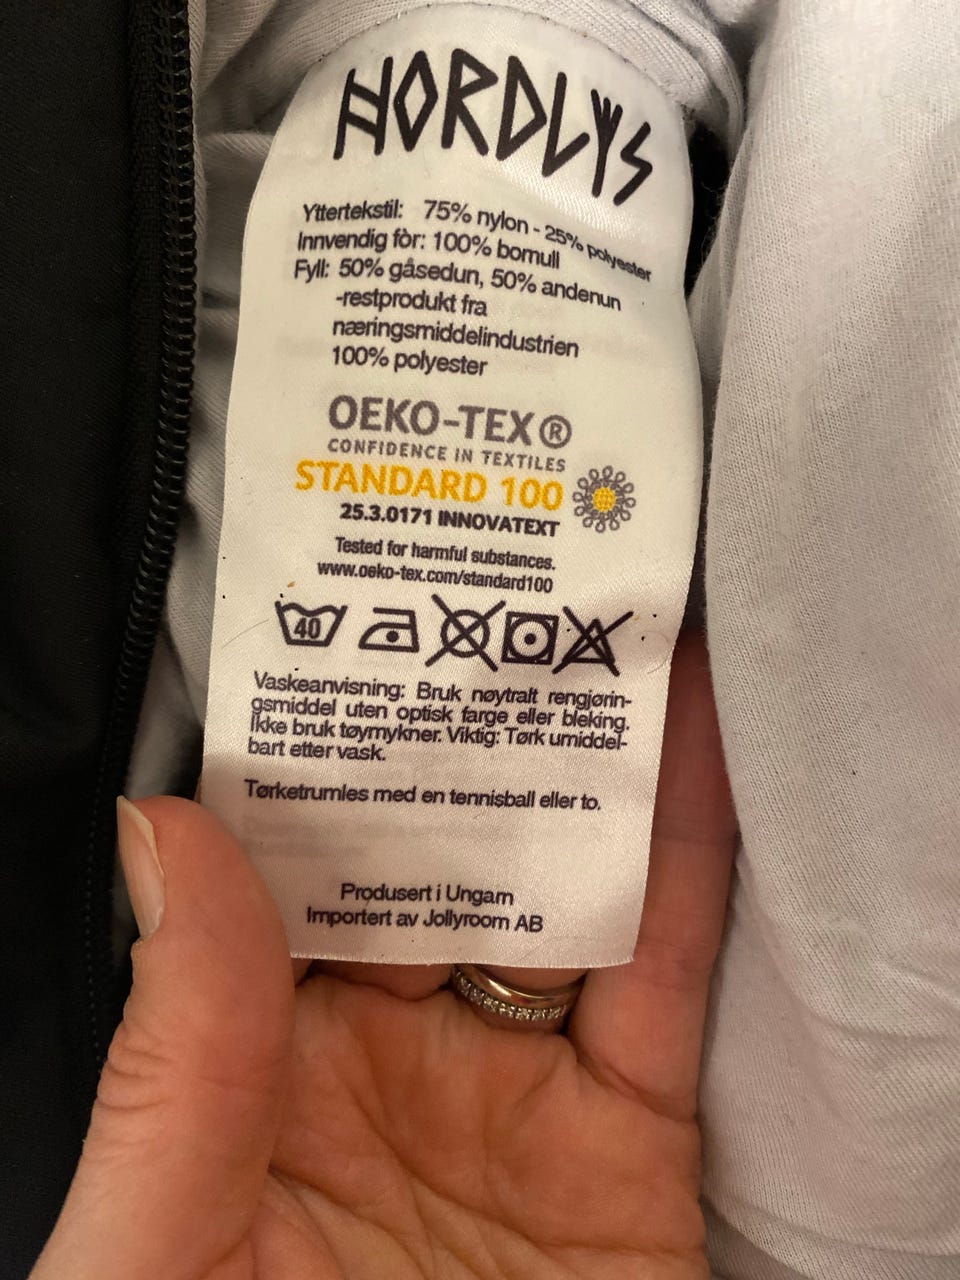 NORDLYS
Yttertekstil: 75% nylon - 25% polyester
Innvendig fòr: 100% bomull
Fyll: 50% gåsedun, 50% andenun
-restprodukt fra
næringsmiddelindustrien
100% polyester
OEKO-TEX®
CONFIDENCE IN TEXTILES
STANDARD 100
25.3.0171 INNOVATEXT
Tested for harmful substances.
www.oeko-tex.com/standard100
40
Vaskeanvisning: Bruk nøytralt rengjørin-
gsmiddel uten optisk farge eller bleking.
Ikke bruk tøymykner. Viktig: Tørk umiddel-
bart etter vask.
Tørketrumles med en tennisball eller to.
Produsert i Ungarn
Importert av Jollyroom AB